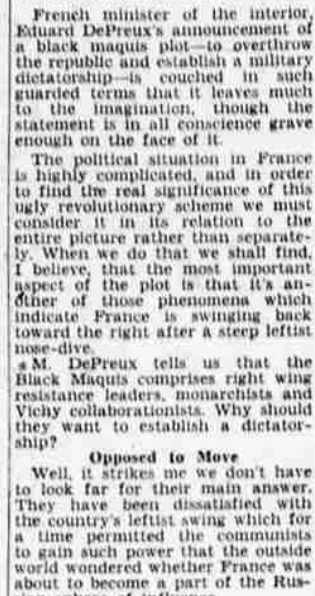 French minister of the interior,
Eduard DePreux's announcement of
a black maquis plot—to overthrow
the republic and establish a military
dictatorship—is couched in such
guarded terms that it leaves much
to the imagination, though the
statement is in all conscience grave
enough on the face of it.
The political situation in France
is highly complicated, and in order
to find the real significance of this
ugly revolutionary scheme we must
consider it in its relation to the
entire picture rather than separate-
ly. When we do that we shall find,
I believe, that the most important
aspect of the plot is that it's an-
other of those phenomena which
indicate France is swinging back
toward the right after a steep leftist
nose-dive.
M. DePreux tells us that the
Black Maquis comprises right wing
resistance leaders, monarchists and
Vichy collaborationists. Why should
they want to establish a dictator-
ship?
Opposed to Move
Well, it strikes me we don't have
to look far for their main answer.
They have been dissatisfied with
the country's leftist swing which for
a time permitted the communists
to gain such power that the outside
world wondered whether France was
about to become a part of the Rus-
sian sphere of influence